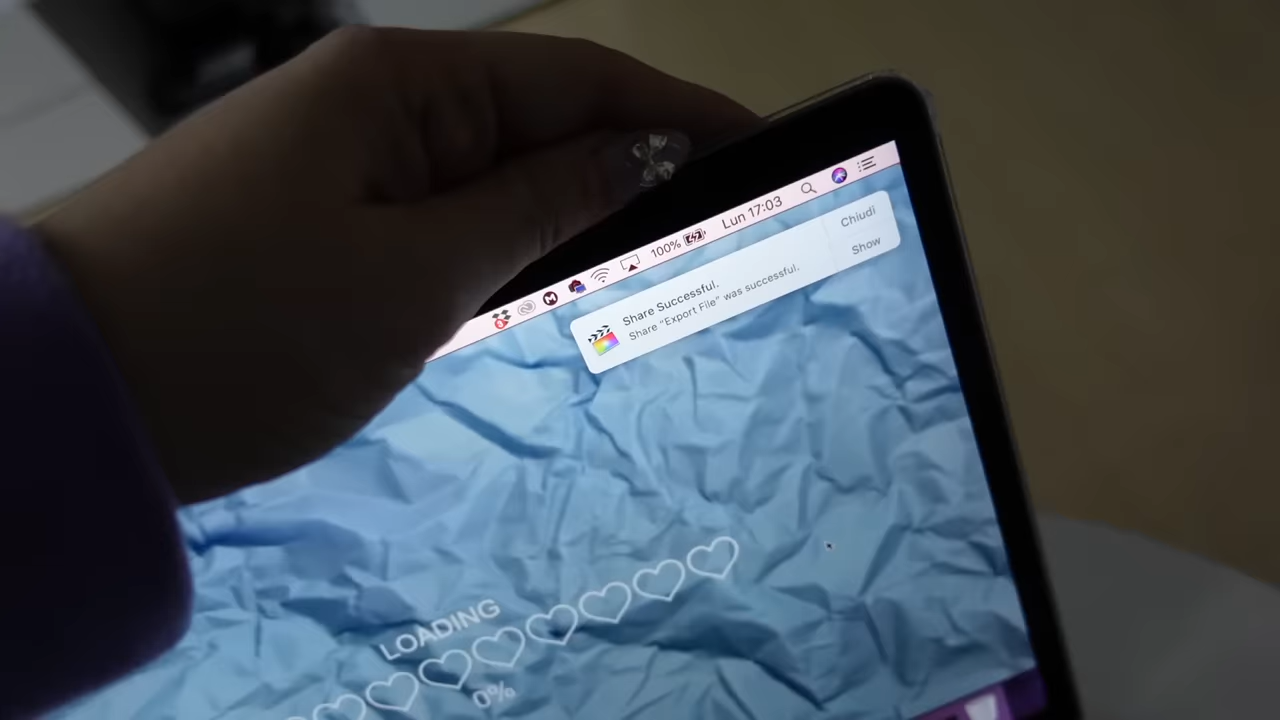 100% Lun 17:03
Share Successful.
Share “Export File” was successful.
Chiudi
Show
LOADING
0%